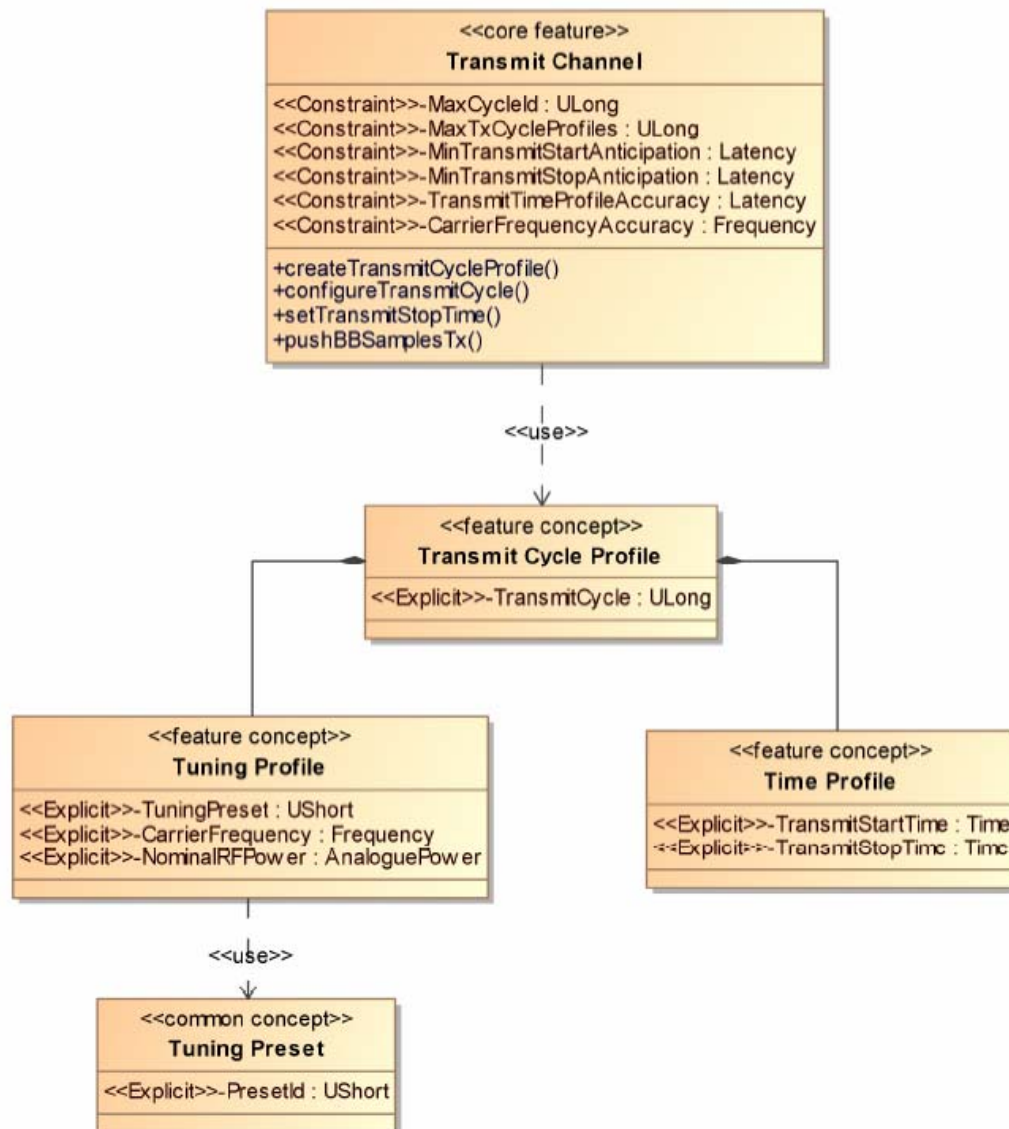 <<core feature>>
Transmit Channel
<<Constraint>>-MaxCycleId : ULong
<<Constraint>>-MaxTxCycleProfiles : ULong
<<Constraint>>-MinTransmitStartAnticipation : Latency
<<Constraint>>-MinTransmitStopAnticipation : Latency
<<Constraint>>-TransmitTimeProfileAccuracy : Latency
<<Constraint>>-CarrierFrequencyAccuracy : Frequency
+createTransmitCycleProfile()
+configureTransmitCycle()
+setTransmitStopTime()
+pushBBSamplesTx()
<<use>>
<<feature concept>>
Transmit Cycle Profile
<<Explicit>>-TransmitCycle : ULong
<<feature concept>>
Tuning Profile
<<Explicit>>-TuningPreset : UShort
<<Explicit>>-CarrierFrequency : Frequency
<<Explicit>>-NominalRFPower : AnaloguePower
<<feature concept>>
Time Profile
<<Explicit>>-TransmitStartTime : Time
<<Explicit>>-TransmitStopTime : Time
<<use>>
<<common concept>>
Tuning Preset
<<Explicit>>-PresetId : UShort